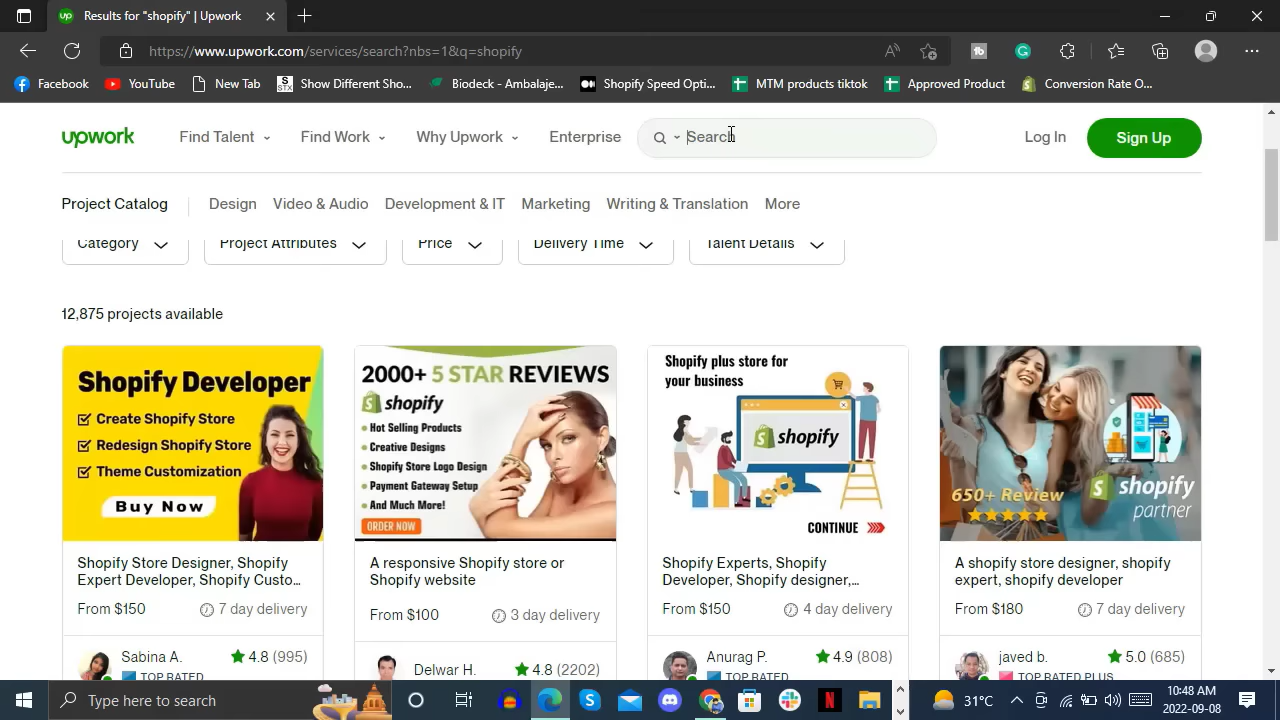 Results for "shopify" | Upwork
https://www.upwork.com/services/search?nbs=1&q=shopify
Facebook
YouTube
New Tab
Show Different Sho...
Biodeck - Ambalaje...
Shopify Speed Opti...
MTM products tiktok
Approved Product
Conversion Rate O...
upwork
Find Talent
Find Work
Why Upwork
Enterprise
Search
Log In
Sign Up
Project Catalog
Design
Video & Audio
Development & IT
Marketing
Writing & Translation
More
Category
Project Attributes
Price
Delivery Time
Talent Details
12,875 projects available
Shopify Developer
Create Shopify Store
Redesign Shopify Store
Theme Customization
Buy Now
Shopify Store Designer, Shopify
Expert Developer, Shopify Custo...
From $150
7 day delivery
Sabina A.
4.8 (995)
TOP RATED
2000+ 5 STAR REVIEWS
shopify
Hot Selling Products
Creative Designs
Shopify Store Logo Design
Payment Gateway Setup
And Much More!
ORDER NOW
A responsive Shopify store or
Shopify website
From $100
3 day delivery
Delwar H.
4.8 (2202)
Shopify plus store for
your business
shopify
CONTINUE
Shopify Experts, Shopify
Developer, Shopify designer,...
From $150
4 day delivery
Anurag P.
4.9 (808)
TOP RATED
650+ Review
shopify
partner
A shopify store designer, shopify
expert, shopify developer
From $180
7 day delivery
javed b.
5.0 (685)
TOP RATED PLUS
Type here to search
31°C
10:48 AM
2022-09-08